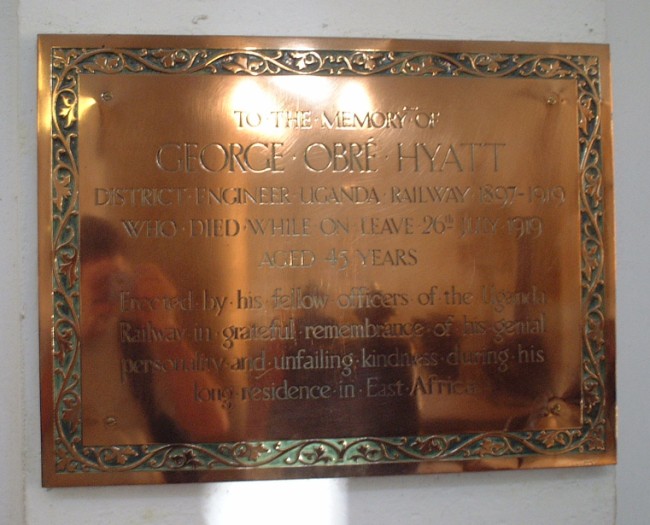 TO · THE · MEMORY · OF
GEORGE · OBRÉ · HYATT
DISTRICT · ENGINEER · UGANDA · RAILWAY · 1897-1919
WHO · DIED · WHILE · ON · LEAVE · 26th · JULY · 1919
AGED · 45 · YEARS
Erected · by · his · fellow · officers · of · the · Uganda
Railway · in · grateful · remembrance · of · his · genial
personality · and · unfailing · kindness · during · his
long · residence · in · East · Africa